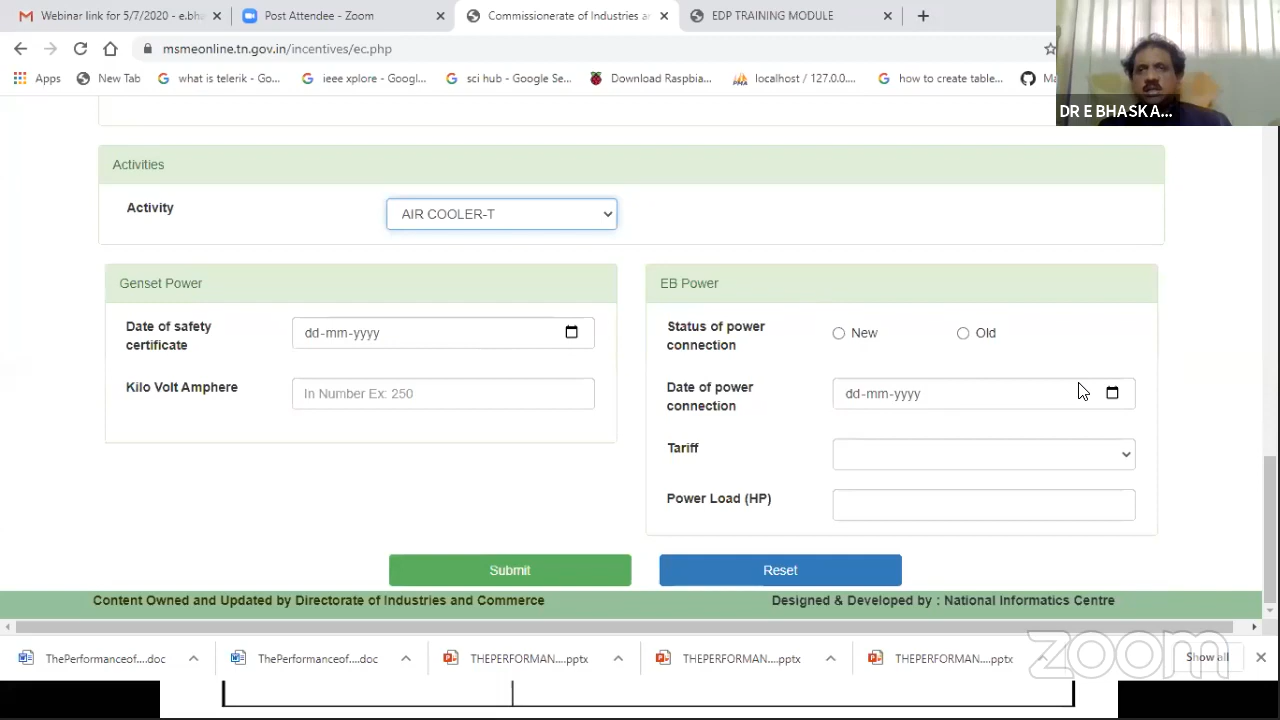 Webinar link for 5/7/2020 - e.bha
Post Attendee - Zoom
Commissionerate of Industries a
EDP TRAINING MODULE
msmeonline.tn.gov.in/incentives/ec.php
Apps
New Tab
what is telerik - Go...
ieee xplore - Googl...
sci hub - Google Se...
Download Raspbia...
localhost / 127.0.0....
how to create table...
Ma
DR E BHASK A...
Activities
Activity
AIR COOLER-T
Genset Power
Date of safety
certificate
dd-mm-yyyy
Kilo Volt Amphere
In Number Ex: 250
EB Power
Status of power
connection
New
Old
Date of power
connection
dd-mm-yyyy
Tariff
Power Load (HP)
Submit
Reset
Content Owned and Updated by Directorate of Industries and Commerce
Designed & Developed by : National Informatics Centre
ThePerformanceof....doc
ThePerformanceof....doc
THEPERFORMAN....pptx
THEPERFORMAN....pptx
THEPERFORMAN....pptx
Show all
zoom